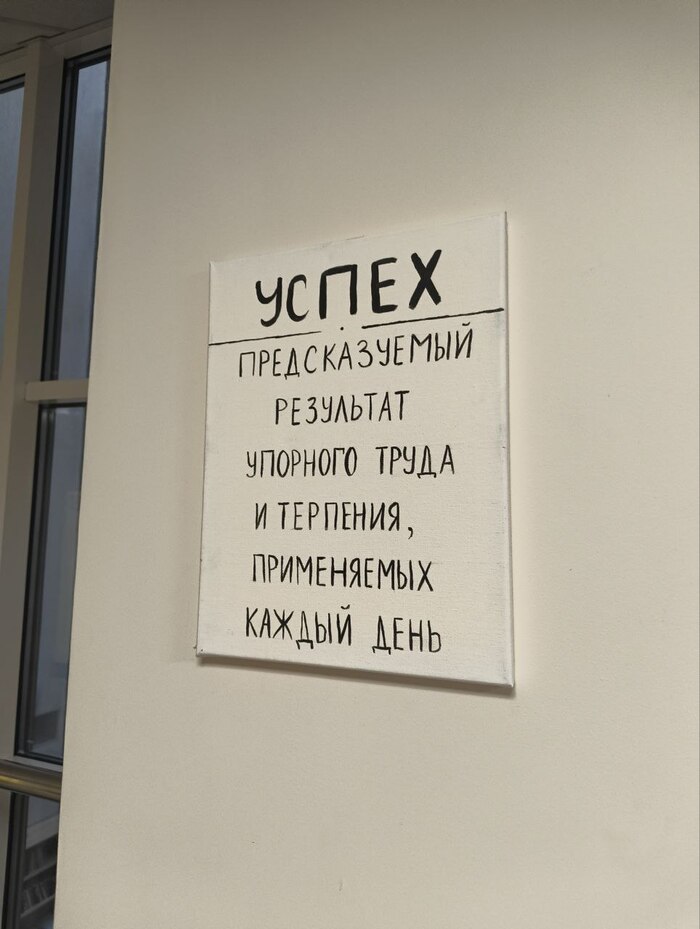 УСПЕХ
ПРЕДСКАЗУЕМЫЙ
РЕЗУЛЬТАТ
УПОРНОГО ТРУДА
И ТЕРПЕНИЯ,
ПРИМЕНЯЕМЫХ
КАЖДЫЙ ДЕНЬ